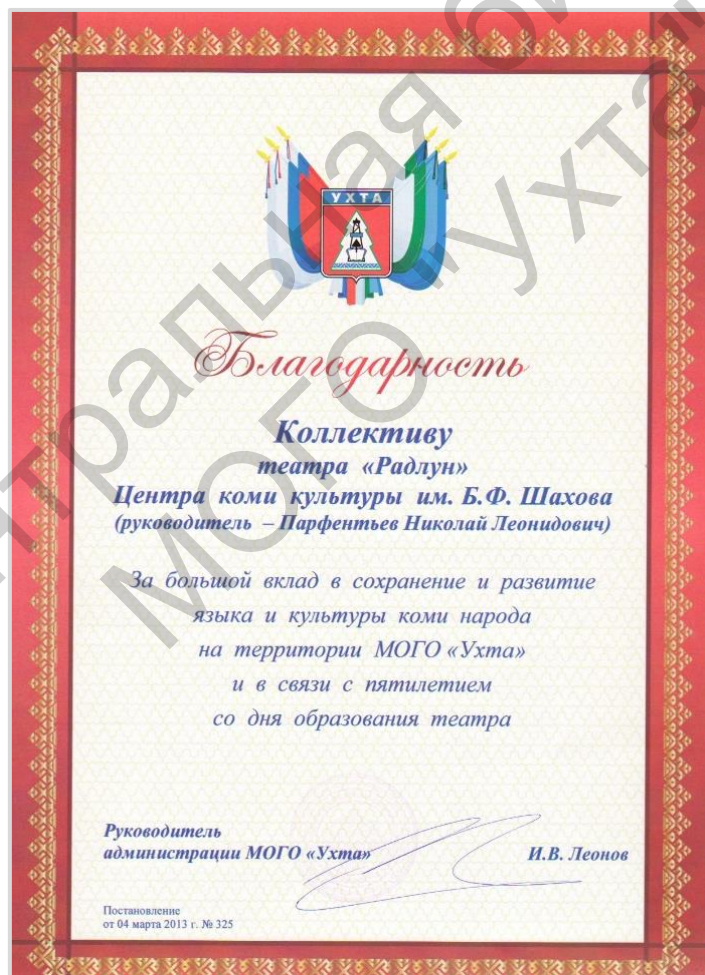 УХТА
Благодарность
Коллективу
театра «Радлун»
Центра коми культуры им. Б.Ф. Шахова
(руководитель – Парфентьев Николай Леонидович)
За большой вклад в сохранение и развитие
языка и культуры коми народа
на территории МОГО «Ухта»
и в связи с пятилетием
со дня образования театра
Руководитель
администрации МОГО «Ухта»
И.В. Леонов
Постановление
от 04 марта 2013 г. № 325
МОГО "Ухта